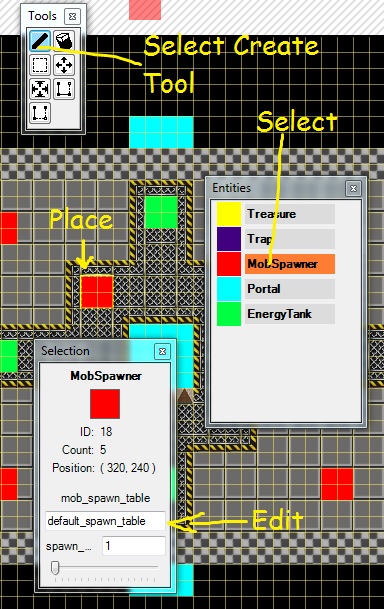 Tools
Select Create
Tool
Select
Entities
Treasure
Trap
MobSpawner
Portal
EnergyTank
Place
Selection
MobSpawner
ID: 18
Count: 5
Position: ( 320, 240 )
mob_spawn_table
default_spawn_table
Edit
spawn_... 1